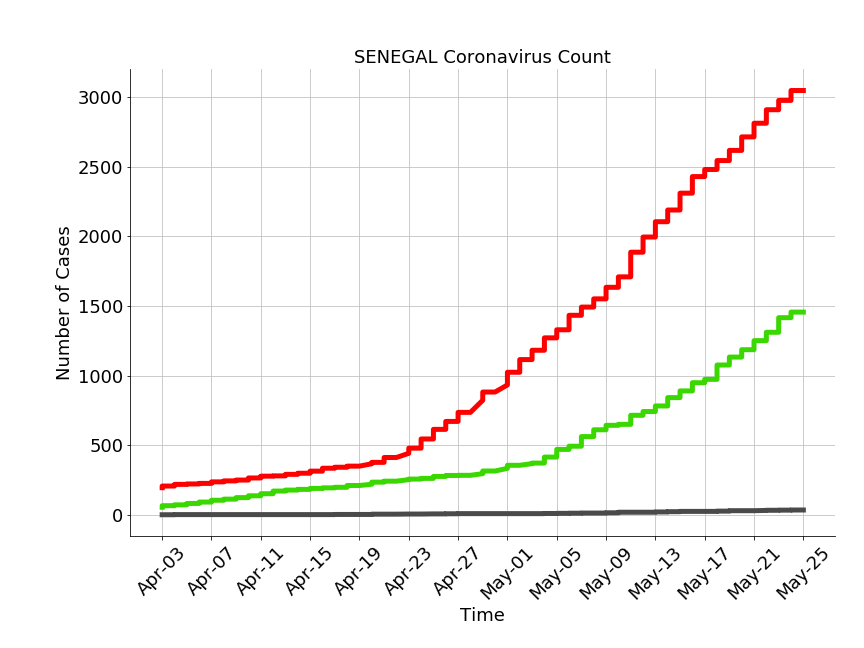 SENEGAL Coronavirus Count
Number of Cases
3000
2500
2000
1500
1000
500
0
Apr-03
Apr-07
Apr-11
Apr-15
Apr-19
Apr-23
Apr-27
May-01
May-05
May-09
May-13
May-17
May-21
May-25
Time